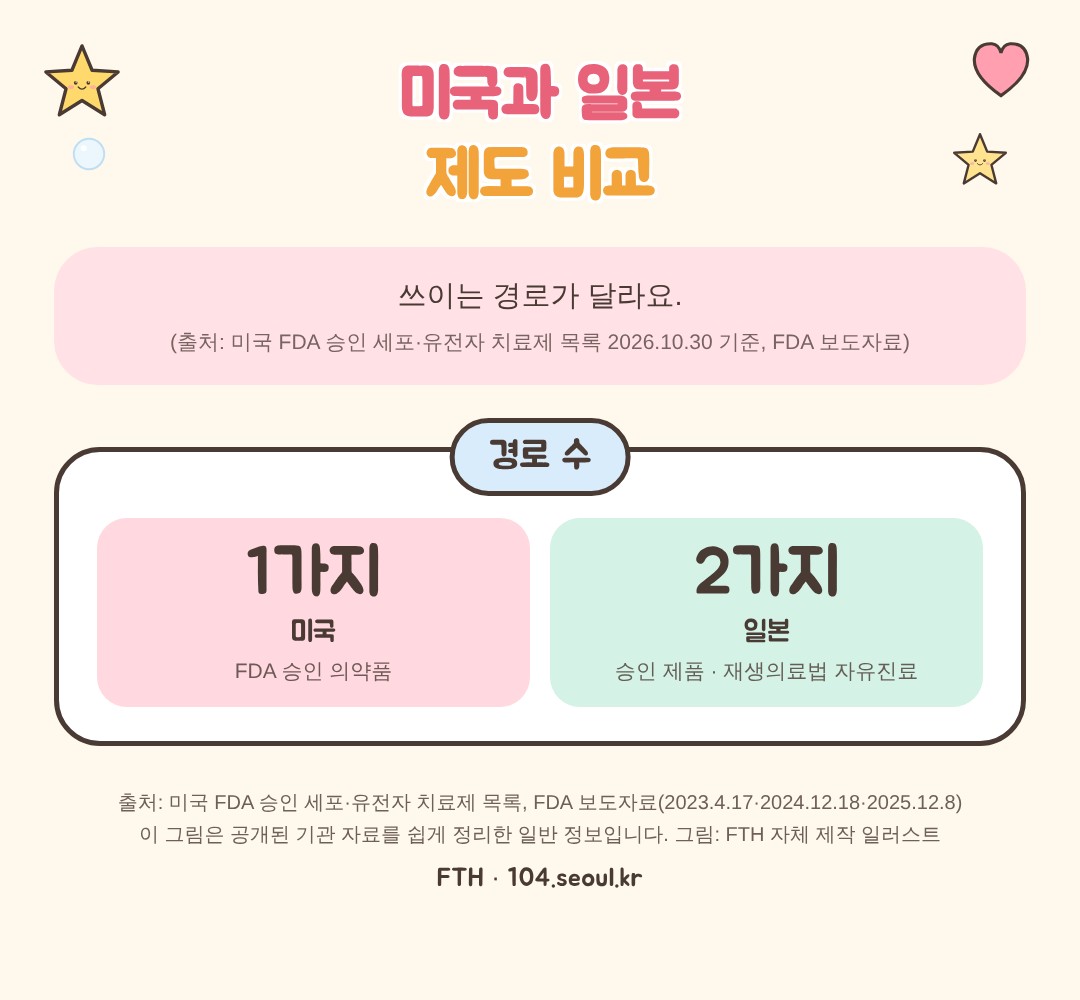 미국과 일본
제도 비교
쓰이는 경로가 달라요.
(출처: 미국 FDA 승인 세포·유전자 치료제 목록 2026.10.30 기준, FDA 보도자료)
경로 수
1가지
미국
FDA 승인 의약품
2가지
일본
승인 제품 · 재생의료법 자유진료
출처: 미국 FDA 승인 세포·유전자 치료제 목록, FDA 보도자료(2023.4.17·2024.12.18·2025.12.8)
이 그림은 공개된 기관 자료를 쉽게 정리한 일반 정보입니다. 그림: FTH 자체 제작 일러스트
FTH · 104.seoul.kr